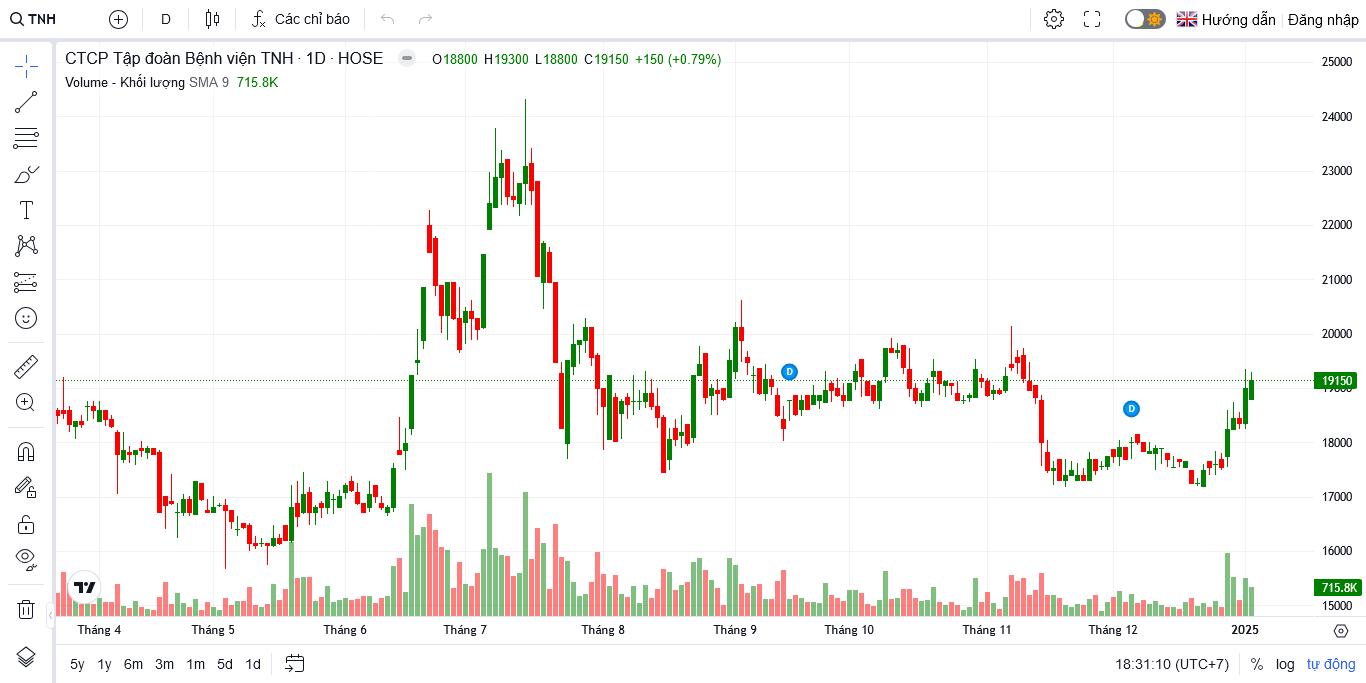 TNH D Các chỉ báo Hướng dẫn Đăng nhập
CTCP Tập đoàn Bệnh viện TNH · 1D · HOSE O18800 H19300 L18800 C19150 +150 (+0.79%)
Volume - Khối lượng SMA 9 715.8K
25000
24000
23000
22000
21000
20000
D
19150
19000
D
18000
17000
16000
715.8K
15000
Tháng 4 Tháng 5 Tháng 6 Tháng 7 Tháng 8 Tháng 9 Tháng 10 Tháng 11 Tháng 12 2025
5y 1y 6m 3m 1m 5d 1d 18:31:10 (UTC+7) % log tự động